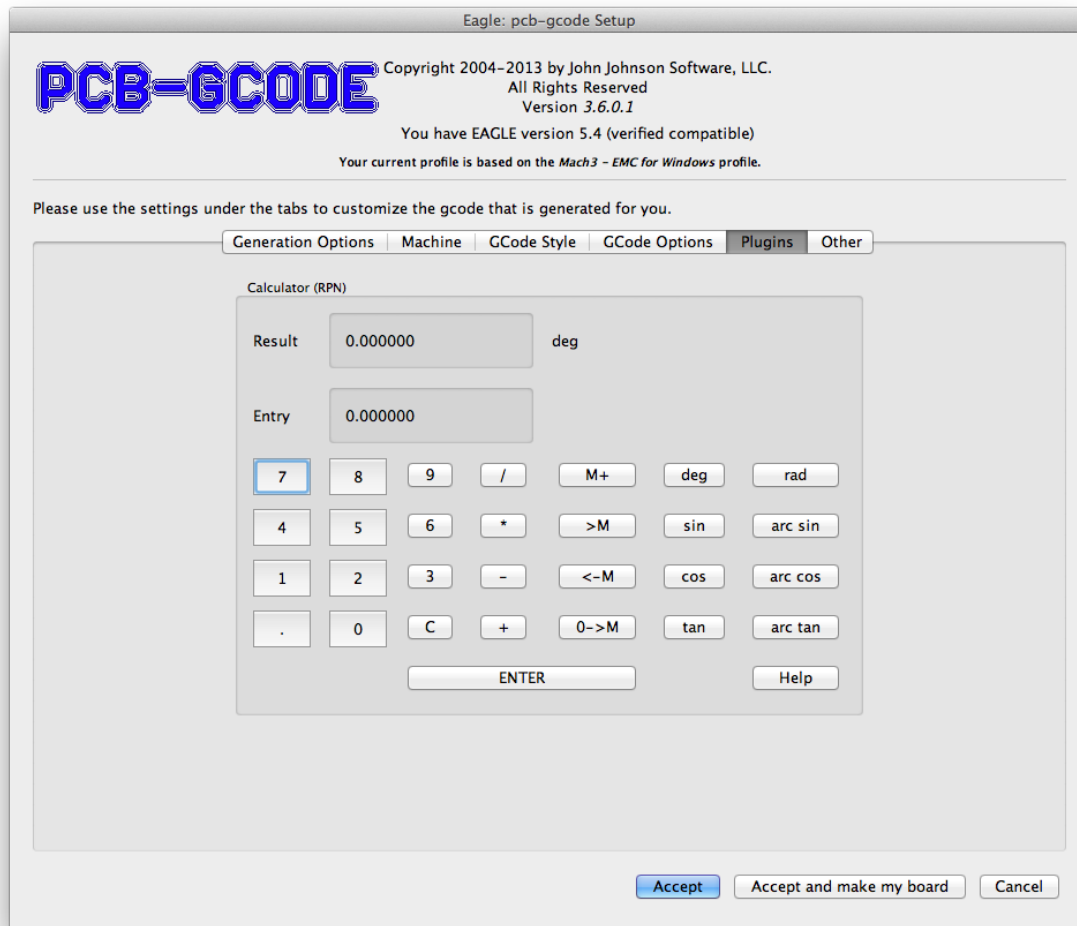 Eagle: pcb-gcode Setup
PCB-GCODE
Copyright 2004-2013 by John Johnson Software, LLC.
All Rights Reserved
Version 3.6.0.1
You have EAGLE version 5.4 (verified compatible)
Your current profile is based on the Mach3 - EMC for Windows profile.
Please use the settings under the tabs to customize the gcode that is generated for you.
Generation Options Machine GCode Style GCode Options Plugins Other
Calculator (RPN)
Result 0.000000 deg
Entry 0.000000
7 8 9 / M+ deg rad
4 5 6 * >M sin arc sin
1 2 3 - <-M cos arc cos
. 0 C + 0->M tan arc tan
ENTER Help
Accept Accept and make my board Cancel